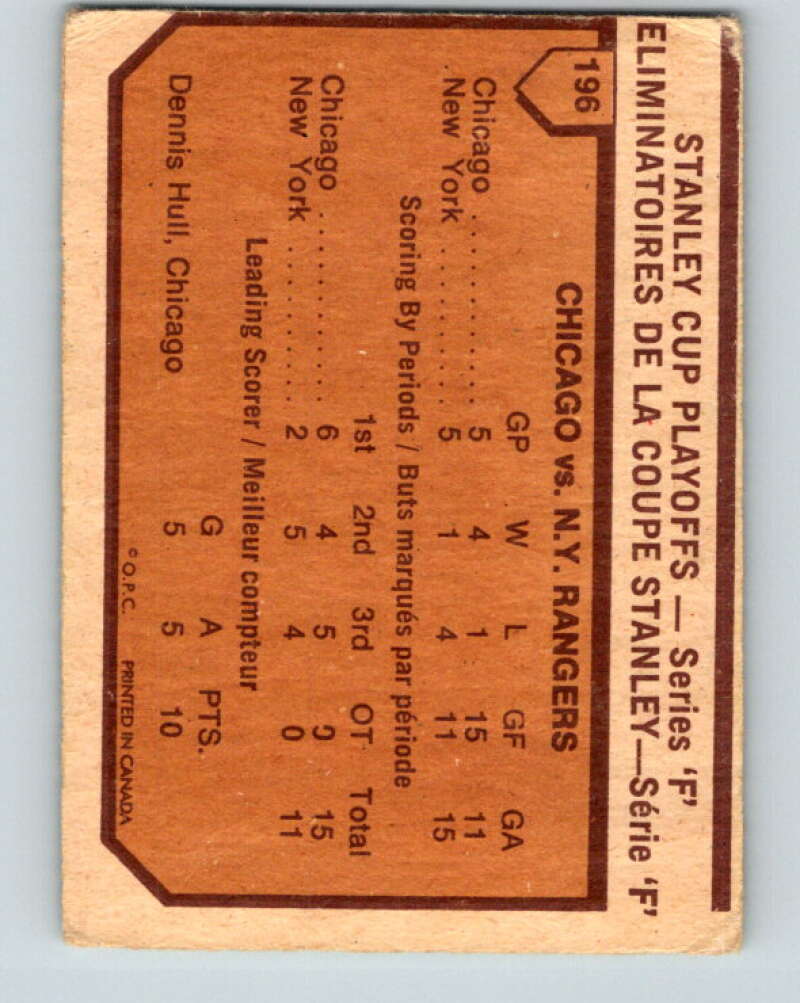 STANLEY CUP PLAYOFFS — Series 'F'
ELIMINATOIRES DE LA COUPE STANLEY—Série 'F'
196
CHICAGO vs. N.Y. RANGERS
GP W L GF GA
Chicago .......... 5 4 1 15 11
New York .......... 5 1 4 11 15
Scoring By Periods / Buts marqués par période
1st 2nd 3rd OT Total
Chicago .......... 6 4 5 0 15
New York .......... 2 5 4 0 11
Leading Scorer / Meilleur compteur
G A PTS.
Dennis Hull, Chicago 5 5 10
© O.P.C. PRINTED IN CANADA